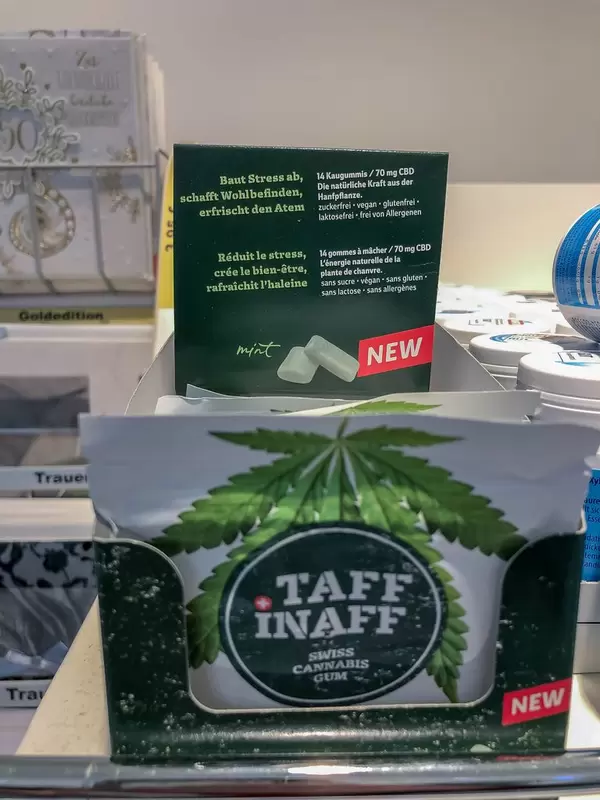 Zur
50
Goldedition
Baut Stress ab,
schafft Wohlbefinden,
erfrischt den Atem
14 Kaugummis / 70 mg CBD
Die natürliche Kraft aus der
Hanfpflanze.
zuckerfrei • vegan • glutenfrei •
laktosefrei • frei von Allergenen
Réduit le stress,
crée le bien-être,
rafraîchit l'haleine
14 gommes à mâcher / 70 mg CBD
L'énergie naturelle de la
plante de chanvre.
sans sucre • vegan • sans gluten •
sans lactose • sans allergènes
mint
NEW
TAFF
INAFF
SWISS
CANNABIS
GUM
NEW